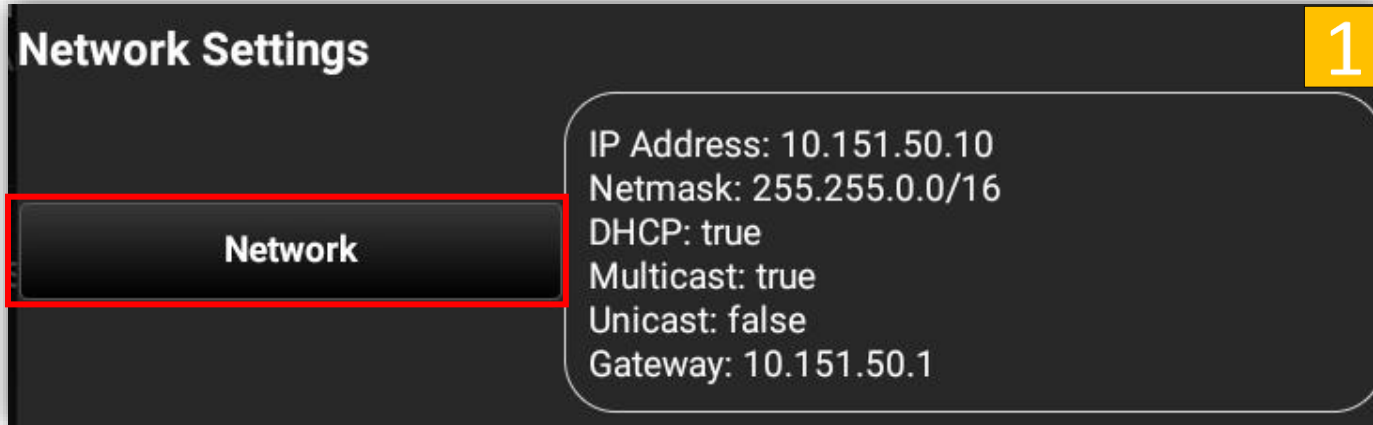 Network Settings
1
Network
IP Address: 10.151.50.10
Netmask: 255.255.0.0/16
DHCP: true
Multicast: true
Unicast: false
Gateway: 10.151.50.1